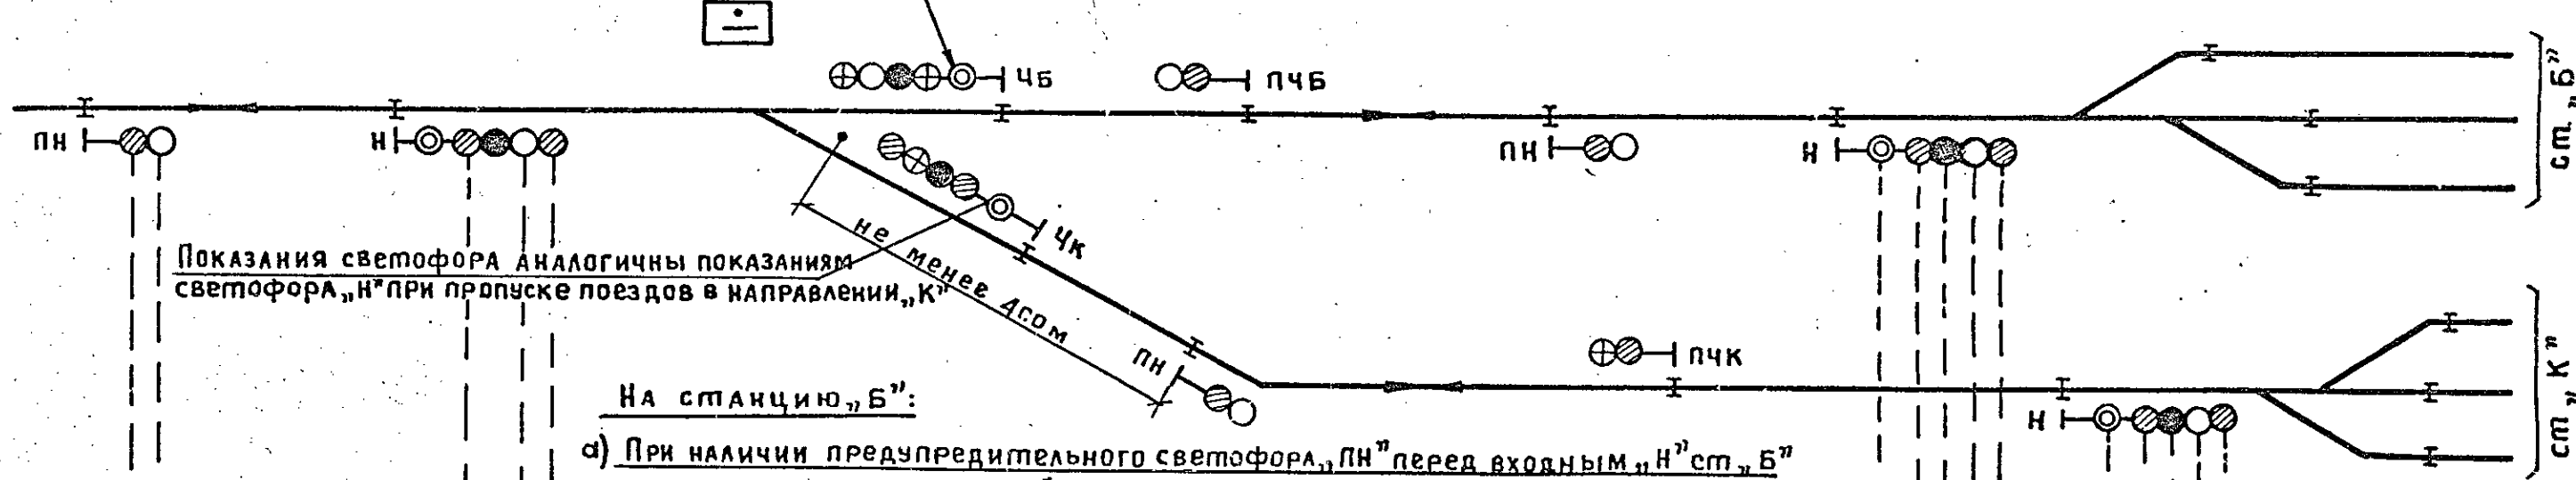 ЧБ
ПЧБ
ПН
Н
ПН
Н
ст. „Б"
ЧК
Показания светофора аналогичны показаниям
светофора „Н" при пропуске поездов в направлении „К"
не менее
ПН
ПЧК
ст „К"
На станцию „Б":
Н
а) При наличии предупредительного светофора „ПН" перед входным „Н" ст „Б"